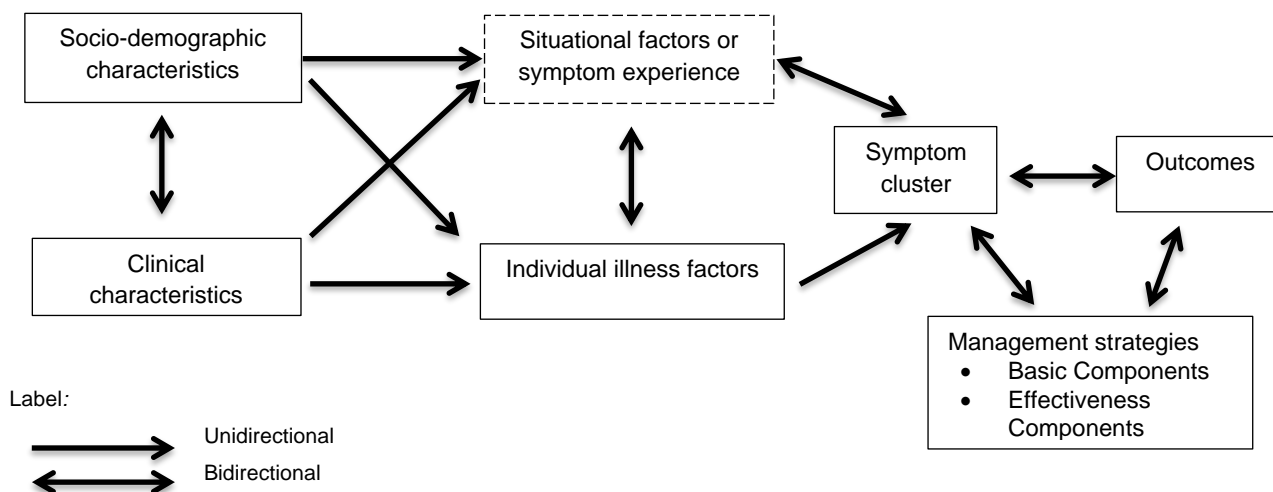 Socio-demographic
characteristics
Situational factors or
symptom experience
Symptom
cluster
Outcomes
Clinical
characteristics
Individual illness factors
Management strategies
• Basic Components
• Effectiveness
Components
Label:
Unidirectional
Bidirectional